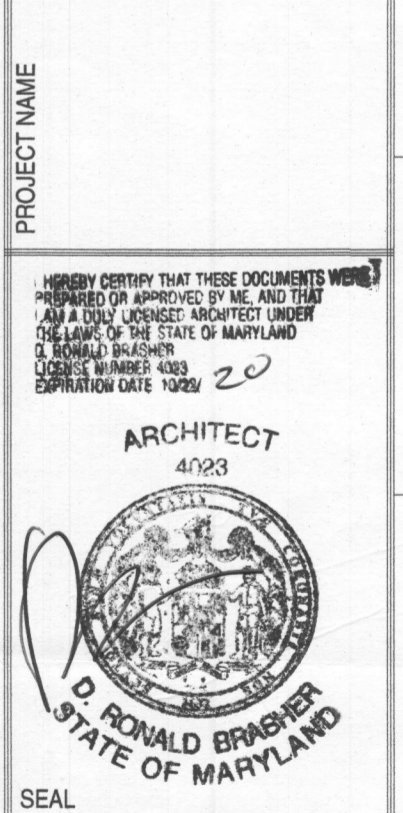 PROJECT NAME
I HEREBY CERTIFY THAT THESE DOCUMENTS WERE
PREPARED OR APPROVED BY ME, AND THAT
I AM A DULY LICENSED ARCHITECT UNDER
THE LAWS OF THE STATE OF MARYLAND
D. RONALD BRASHER
LICENSE NUMBER 4023
EXPIRATION DATE 10/22/ 20
ARCHITECT
4023
D. RONALD BRASHER
STATE OF MARYLAND
SEAL